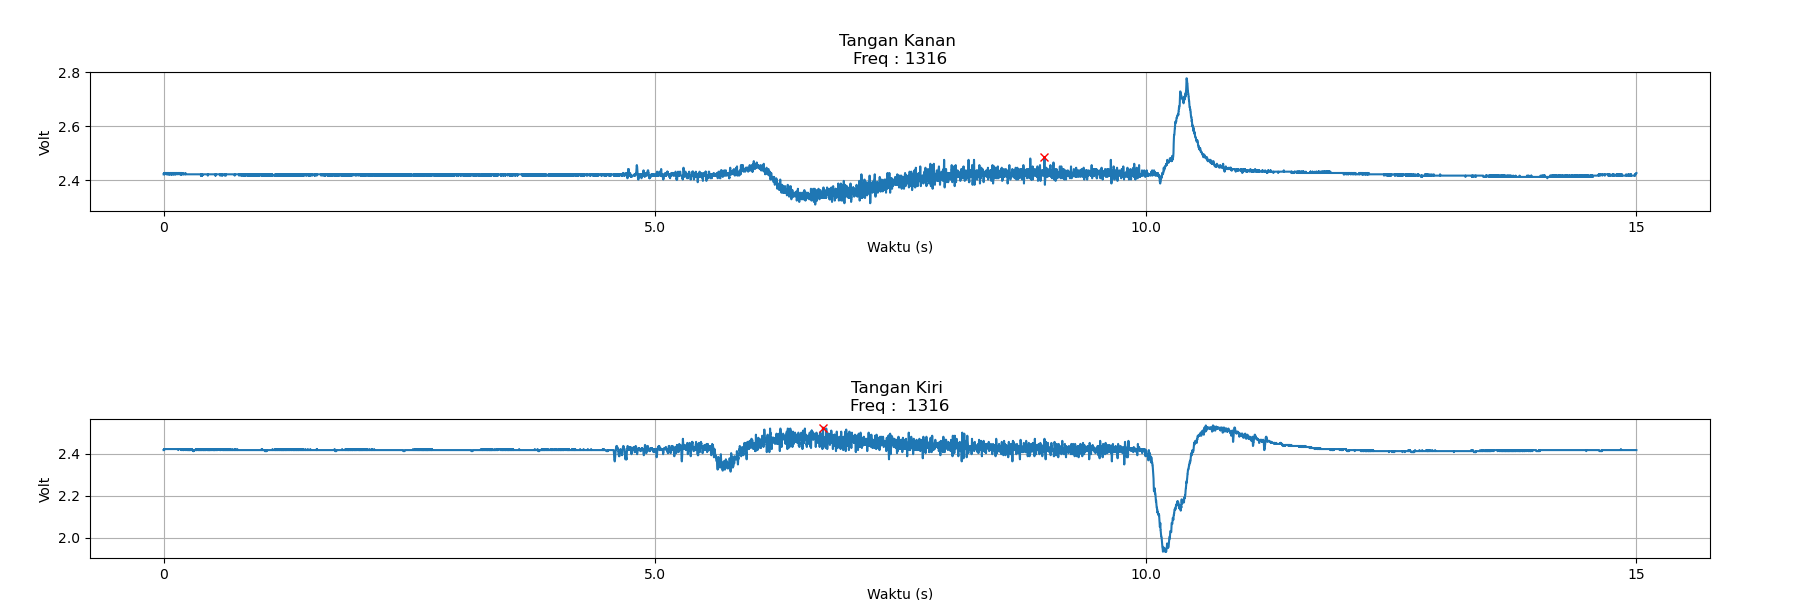 Tangan Kanan
Freq : 1316
Volt
2.8
2.6
2.4
0 5.0 10.0 15
Waktu (s)
Tangan Kiri
Freq :  1316
Volt
2.4
2.2
2.0
0 5.0 10.0 15
Waktu (s)